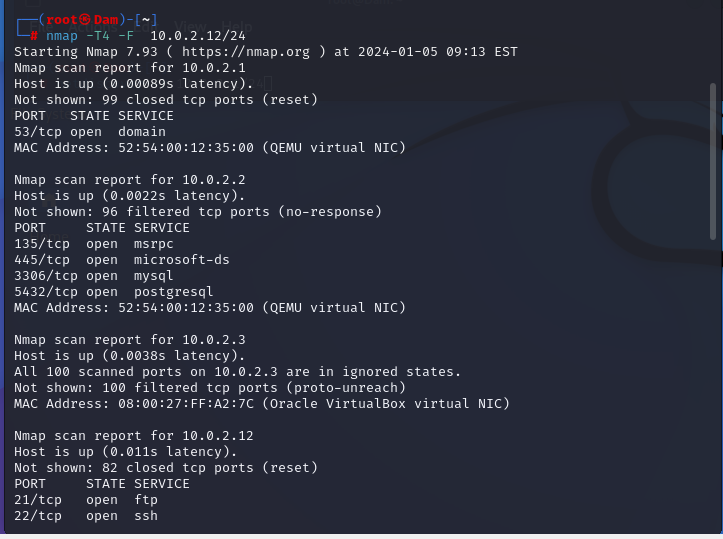 ┌──(root㉿Dam)-[~]
└─# nmap -T4 -F  10.0.2.12/24
Starting Nmap 7.93 ( https://nmap.org ) at 2024-01-05 09:13 EST
Nmap scan report for 10.0.2.1
Host is up (0.00089s latency).
Not shown: 99 closed tcp ports (reset)
PORT   STATE SERVICE
53/tcp open  domain
MAC Address: 52:54:00:12:35:00 (QEMU virtual NIC)

Nmap scan report for 10.0.2.2
Host is up (0.0022s latency).
Not shown: 96 filtered tcp ports (no-response)
PORT     STATE SERVICE
135/tcp  open  msrpc
445/tcp  open  microsoft-ds
3306/tcp open  mysql
5432/tcp open  postgresql
MAC Address: 52:54:00:12:35:00 (QEMU virtual NIC)

Nmap scan report for 10.0.2.3
Host is up (0.0038s latency).
All 100 scanned ports on 10.0.2.3 are in ignored states.
Not shown: 100 filtered tcp ports (proto-unreach)
MAC Address: 08:00:27:FF:A2:7C (Oracle VirtualBox virtual NIC)

Nmap scan report for 10.0.2.12
Host is up (0.011s latency).
Not shown: 82 closed tcp ports (reset)
PORT     STATE SERVICE
21/tcp   open  ftp
22/tcp   open  ssh